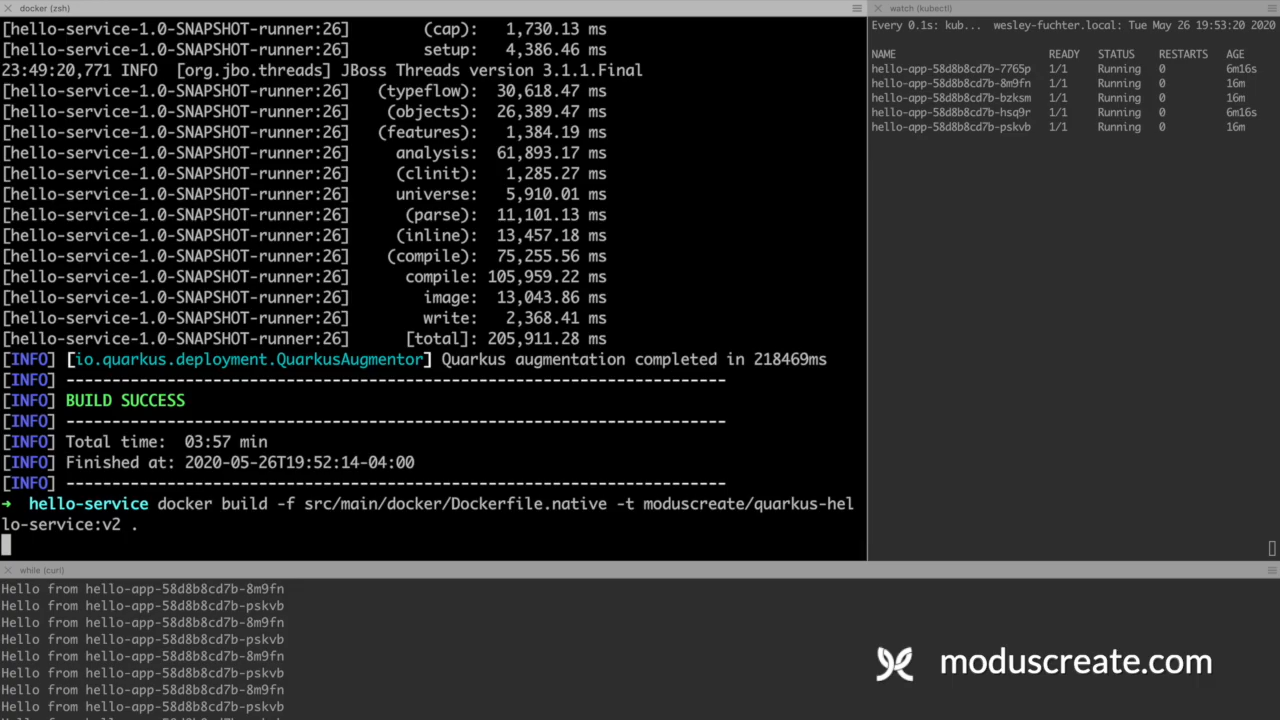 docker (zsh)
[hello-service-1.0-SNAPSHOT-runner:26]        (cap):   1,730.13 ms
[hello-service-1.0-SNAPSHOT-runner:26]        setup:   4,386.46 ms
23:49:20,771 INFO  [org.jbo.threads] JBoss Threads version 3.1.1.Final
[hello-service-1.0-SNAPSHOT-runner:26]   (typeflow):  30,618.47 ms
[hello-service-1.0-SNAPSHOT-runner:26]    (objects):  26,389.47 ms
[hello-service-1.0-SNAPSHOT-runner:26]   (features):   1,384.19 ms
[hello-service-1.0-SNAPSHOT-runner:26]     analysis:  61,893.17 ms
[hello-service-1.0-SNAPSHOT-runner:26]     (clinit):   1,285.27 ms
[hello-service-1.0-SNAPSHOT-runner:26]     universe:   5,910.01 ms
[hello-service-1.0-SNAPSHOT-runner:26]      (parse):  11,101.13 ms
[hello-service-1.0-SNAPSHOT-runner:26]     (inline):  13,457.18 ms
[hello-service-1.0-SNAPSHOT-runner:26]    (compile):  75,255.56 ms
[hello-service-1.0-SNAPSHOT-runner:26]      compile: 105,959.22 ms
[hello-service-1.0-SNAPSHOT-runner:26]        image:  13,043.86 ms
[hello-service-1.0-SNAPSHOT-runner:26]        write:   2,368.41 ms
[hello-service-1.0-SNAPSHOT-runner:26]      [total]: 205,911.28 ms
[INFO] [io.quarkus.deployment.QuarkusAugmentor] Quarkus augmentation completed in 218469ms
[INFO] ------------------------------------------------------------------------
[INFO] BUILD SUCCESS
[INFO] ------------------------------------------------------------------------
[INFO] Total time:  03:57 min
[INFO] Finished at: 2020-05-26T19:52:14-04:00
[INFO] ------------------------------------------------------------------------
➜  hello-service docker build -f src/main/docker/Dockerfile.native -t moduscreate/quarkus-hel
lo-service:v2 .
watch (kubectl)
Every 0.1s: kub...  wesley-fuchter.local: Tue May 26 19:53:20 2020
NAME                         READY   STATUS    RESTARTS   AGE
hello-app-58d8b8cd7b-7765p   1/1     Running   0          6m16s
hello-app-58d8b8cd7b-8m9fn   1/1     Running   0          16m
hello-app-58d8b8cd7b-bzksm   1/1     Running   0          16m
hello-app-58d8b8cd7b-hsq9r   1/1     Running   0          6m16s
hello-app-58d8b8cd7b-pskvb   1/1     Running   0          16m
while (curl)
Hello from hello-app-58d8b8cd7b-8m9fn
Hello from hello-app-58d8b8cd7b-pskvb
Hello from hello-app-58d8b8cd7b-8m9fn
Hello from hello-app-58d8b8cd7b-pskvb
Hello from hello-app-58d8b8cd7b-8m9fn
Hello from hello-app-58d8b8cd7b-pskvb
Hello from hello-app-58d8b8cd7b-8m9fn
Hello from hello-app-58d8b8cd7b-pskvb
moduscreate.com